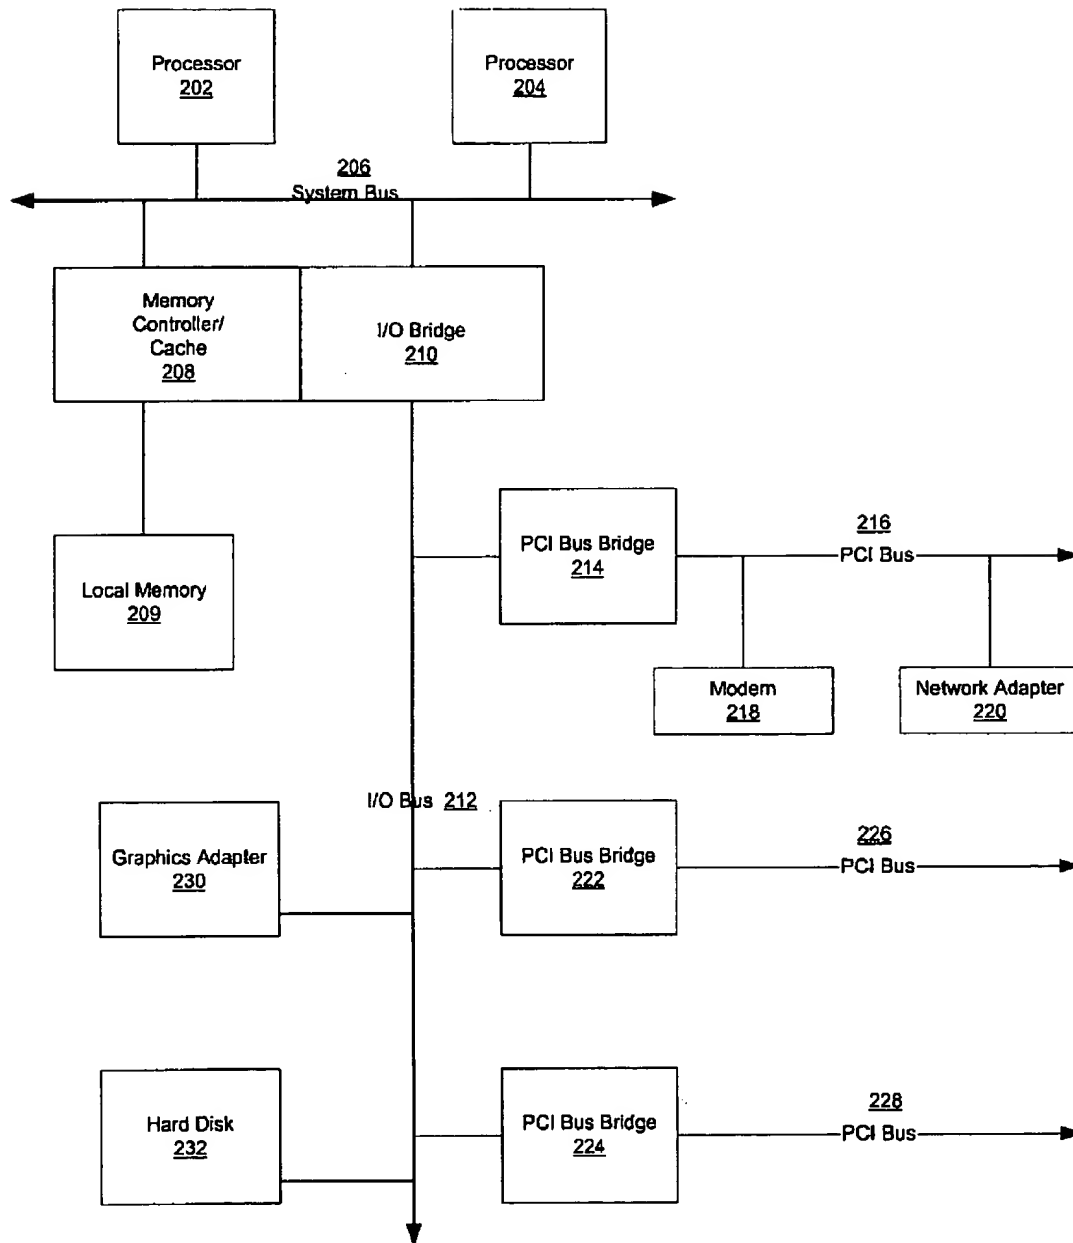 Processor
202
Processor
204
206
System Bus
Memory
Controller/
Cache
208
I/O Bridge
210
PCI Bus Bridge
214
216
PCI Bus
Local Memory
209
Modem
218
Network Adapter
220
I/O Bus 212
Graphics Adapter
230
PCI Bus Bridge
222
226
PCI Bus
Hard Disk
232
PCI Bus Bridge
224
228
PCI Bus